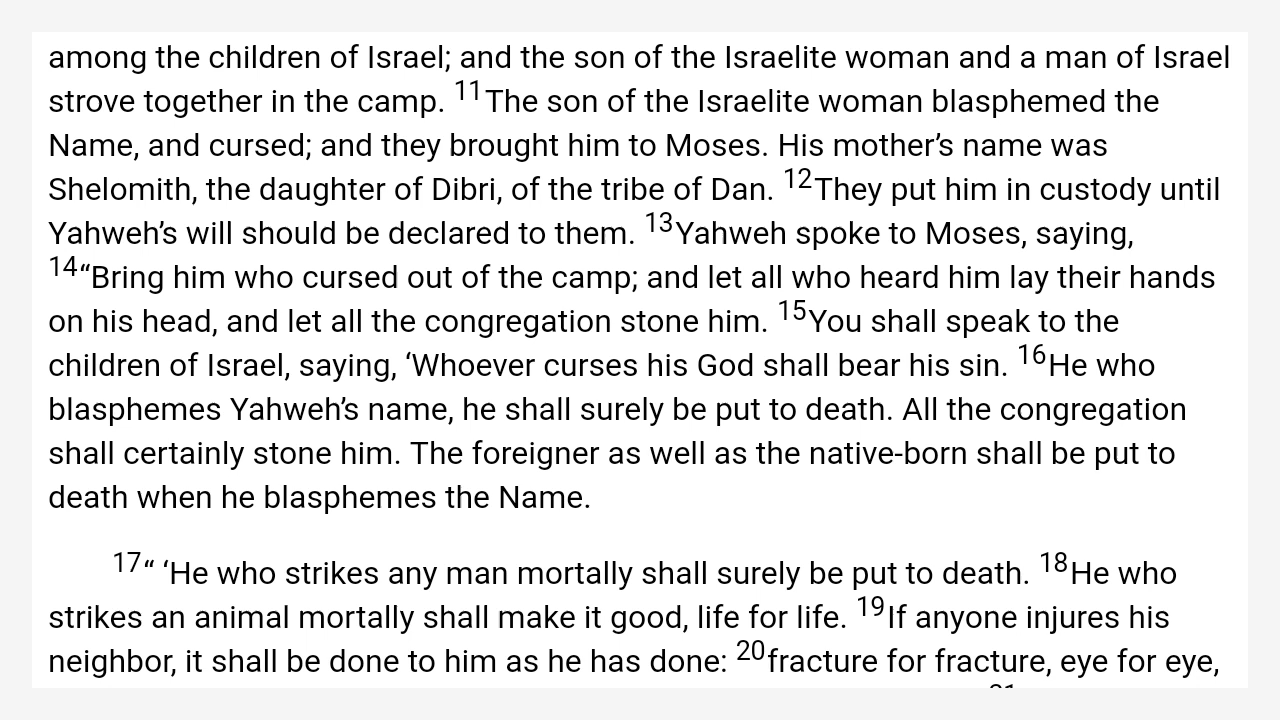 among the children of Israel; and the son of the Israelite woman and a man of Israel
strove together in the camp. 11The son of the Israelite woman blasphemed the
Name, and cursed; and they brought him to Moses. His mother’s name was
Shelomith, the daughter of Dibri, of the tribe of Dan. 12They put him in custody until
Yahweh’s will should be declared to them. 13Yahweh spoke to Moses, saying,
14“Bring him who cursed out of the camp; and let all who heard him lay their hands
on his head, and let all the congregation stone him. 15You shall speak to the
children of Israel, saying, ‘Whoever curses his God shall bear his sin. 16He who
blasphemes Yahweh’s name, he shall surely be put to death. All the congregation
shall certainly stone him. The foreigner as well as the native-born shall be put to
death when he blasphemes the Name.
17“ ‘He who strikes any man mortally shall surely be put to death. 18He who
strikes an animal mortally shall make it good, life for life. 19If anyone injures his
neighbor, it shall be done to him as he has done: 20fracture for fracture, eye for eye,